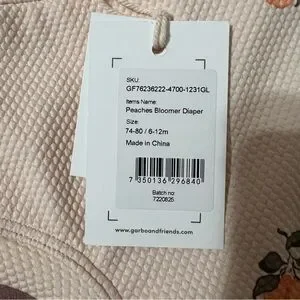 SKU:
GF76236222-4700-1231GL
Items Name:
Peaches Bloomer Diaper
Size:
74-80 / 6-12m
Made in China
7 350136 296840
Batch no:
7220825
www.garboandfriends.com